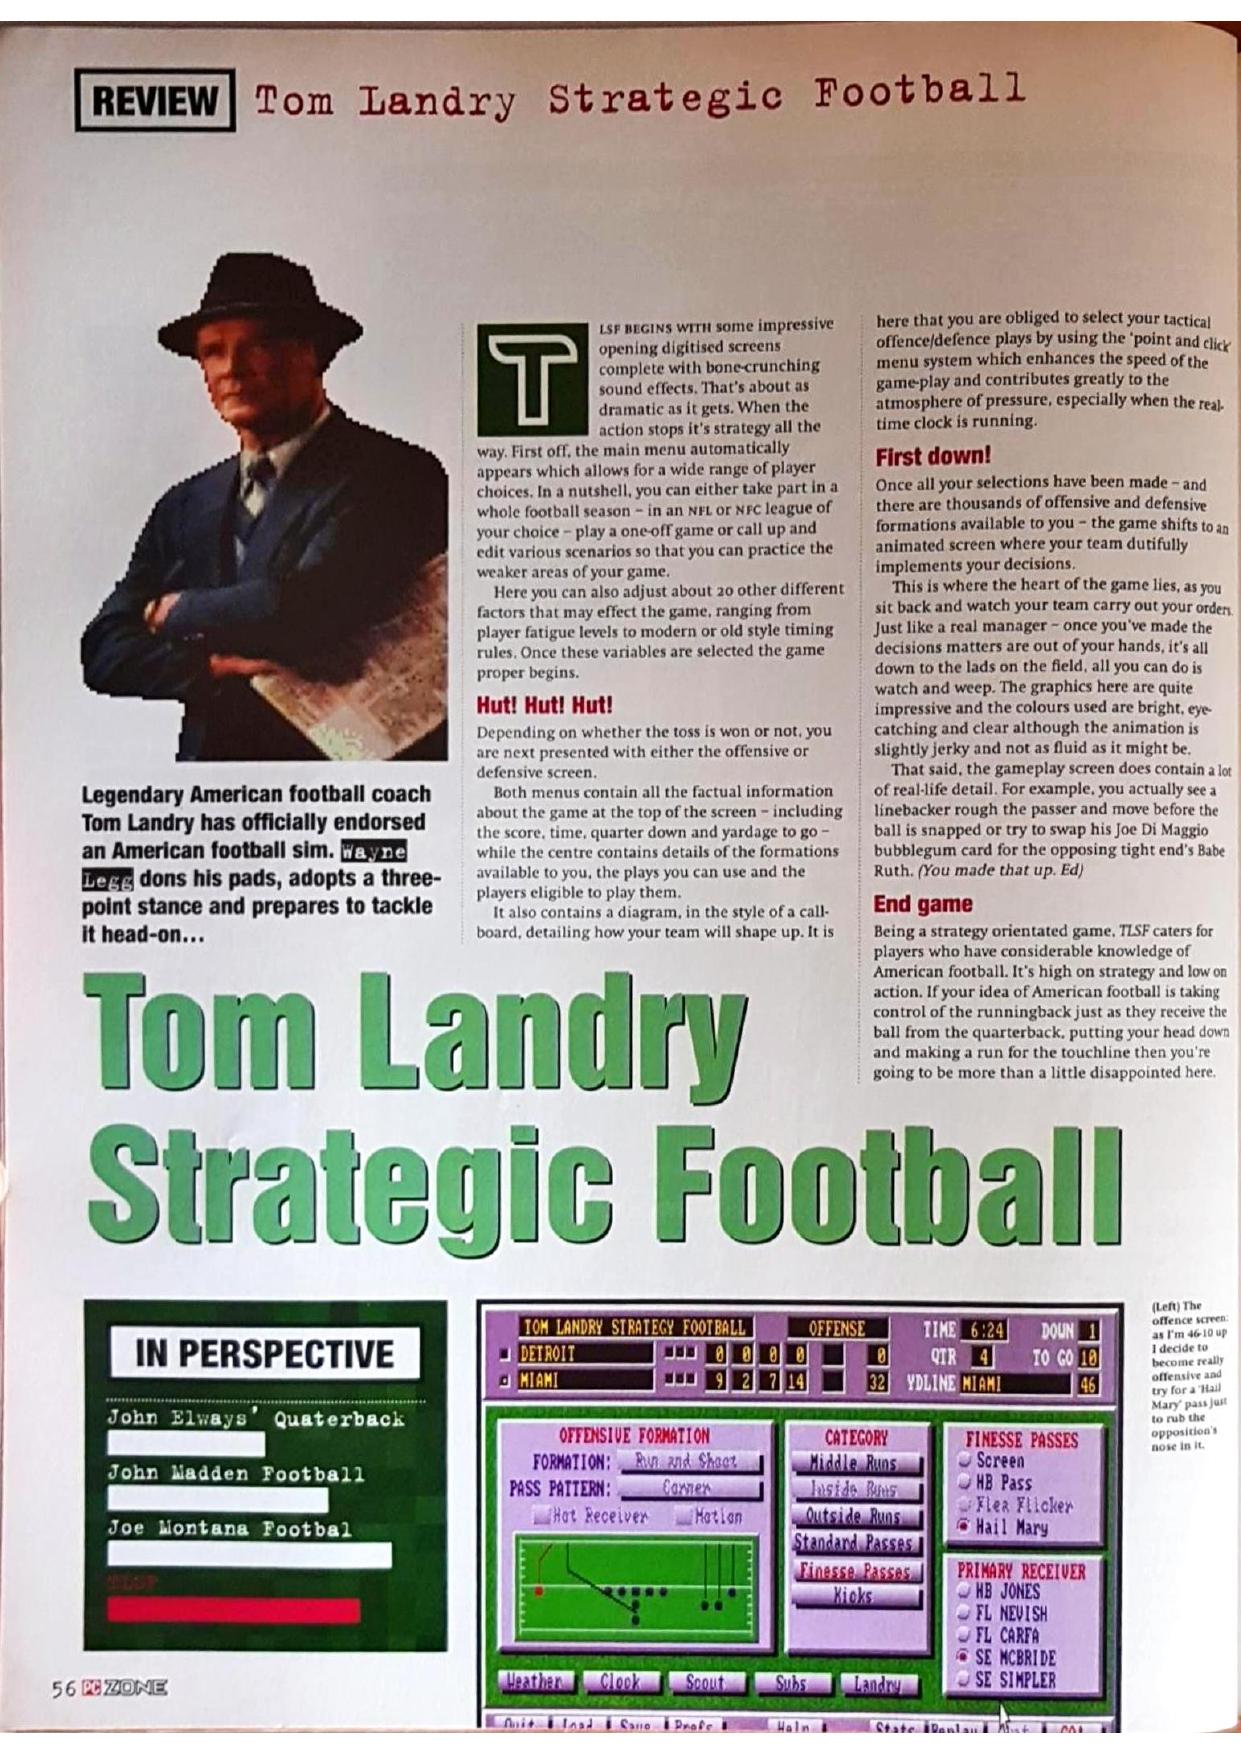 REVIEW Tom Landry Strategic Football
Legendary American football coach
Tom Landry has officially endorsed
an American football sim. Wayne
Legg dons his pads, adopts a three-
point stance and prepares to tackle
it head-on...
TLSF BEGINS WITH some impressive
opening digitised screens
complete with bone-crunching
sound effects. That's about as
dramatic as it gets. When the
action stops it's strategy all the
way. First off, the main menu automatically
appears which allows for a wide range of player
choices. In a nutshell, you can either take part in a
whole football season – in an NFL or NFC league of
your choice – play a one-off game or call up and
edit various scenarios so that you can practice the
weaker areas of your game.
Here you can also adjust about 20 other different
factors that may effect the game, ranging from
player fatigue levels to modern or old style timing
rules. Once these variables are selected the game
proper begins.
Hut! Hut! Hut!
Depending on whether the toss is won or not, you
are next presented with either the offensive or
defensive screen.
Both menus contain all the factual information
about the game at the top of the screen – including
the score, time, quarter down and yardage to go –
while the centre contains details of the formations
available to you, the plays you can use and the
players eligible to play them.
It also contains a diagram, in the style of a call-
board, detailing how your team will shape up. It is
here that you are obliged to select your tactical
offence/defence plays by using the 'point and click'
menu system which enhances the speed of the
game-play and contributes greatly to the
atmosphere of pressure, especially when the real-
time clock is running.
First down!
Once all your selections have been made – and
there are thousands of offensive and defensive
formations available to you – the game shifts to an
animated screen where your team dutifully
implements your decisions.
This is where the heart of the game lies, as you
sit back and watch your team carry out your orders.
Just like a real manager – once you've made the
decisions matters are out of your hands, it's all
down to the lads on the field, all you can do is
watch and weep. The graphics here are quite
impressive and the colours used are bright, eye-
catching and clear although the animation is
slightly jerky and not as fluid as it might be.
That said, the gameplay screen does contain a lot
of real-life detail. For example, you actually see a
linebacker rough the passer and move before the
ball is snapped or try to swap his Joe Di Maggio
bubblegum card for the opposing tight end's Babe
Ruth. (You made that up. Ed)
End game
Being a strategy orientated game, TLSF caters for
players who have considerable knowledge of
American football. It's high on strategy and low on
action. If your idea of American football is taking
control of the runningback just as they receive the
ball from the quarterback, putting your head down
and making a run for the touchline then you're
going to be more than a little disappointed here.
Tom Landry
Strategic Football
IN PERSPECTIVE
John Elways' Quaterback
John Madden Football
Joe Montana Footbal
TLSF
TOM LANDRY STRATEGY FOOTBALL OFFENSE TIME 6:24 DOWN 1
DETROIT 0 0 0 0 0 QTR 4 TO GO 10
MIAMI 9 2 7 14 32 YDLINE MIAMI 46
OFFENSIVE FORMATION
FORMATION: Run and Shoot
PASS PATTERN: Corner
Hot Receiver Motion
CATEGORY
Middle Runs
Inside Runs
Outside Runs
Standard Passes
Finesse Passes
Kicks
FINESSE PASSES
Screen
HB Pass
Flea Flicker
Hail Mary
PRIMARY RECEIVER
HB JONES
FL NEVISH
FL CARFA
SE MCBRIDE
SE SIMPLER
Weather Clock Scout Subs Landry
Quit Load Save Prefs Help Stats Replay
(Left) The
offence screen:
as I'm 46-10 up
I decide to
become really
offensive and
try for a 'Hail
Mary' pass just
to rub the
opposition's
nose in it.
56 PC ZONE